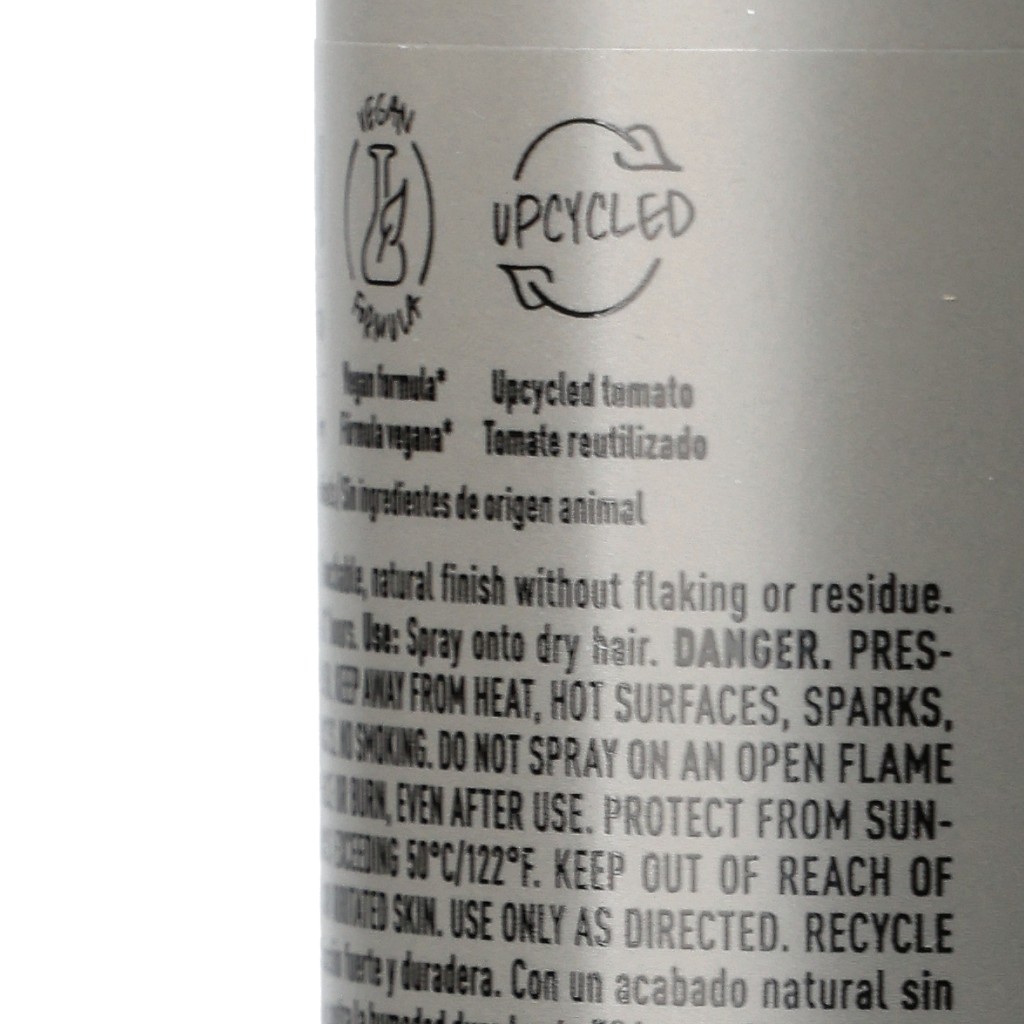 VEGAN
FORMULA
UPCYCLED
Vegan formula*
Upcycled tomato
Fórmula vegana*
Tomate reutilizado
Sin ingredientes de origen animal
natural finish without flaking or residue.
Use: Spray onto dry hair. DANGER. PRES-
KEEP AWAY FROM HEAT, HOT SURFACES, SPARKS,
NO SMOKING. DO NOT SPRAY ON AN OPEN FLAME
OR BURN, EVEN AFTER USE. PROTECT FROM SUN-
EXCEEDING 50°C/122°F. KEEP OUT OF REACH OF
SKIN. USE ONLY AS DIRECTED. RECYCLE
fuerte y duradera. Con un acabado natural sin